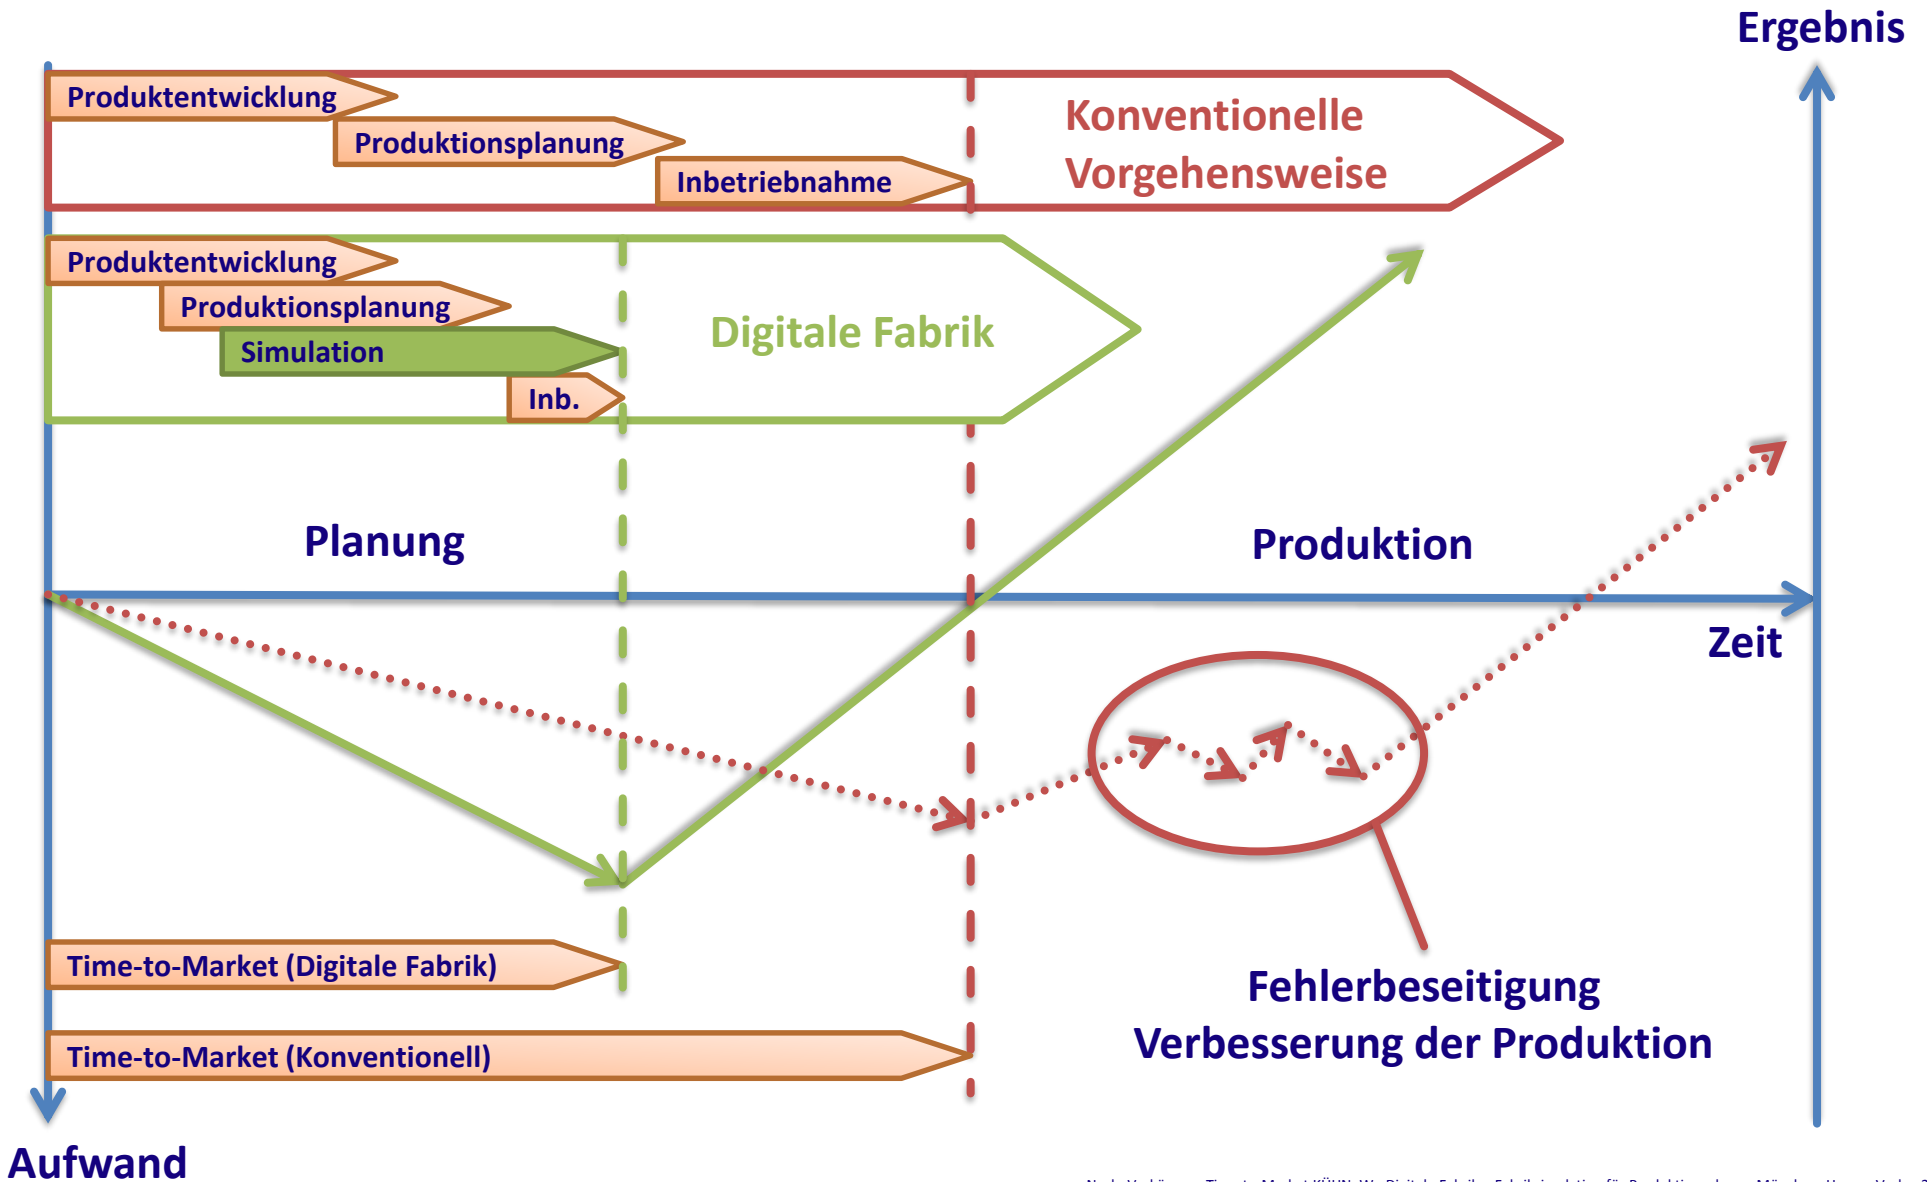 Ergebnis
Produktentwicklung
Produktionsplanung
Inbetriebnahme
Konventionelle
Vorgehensweise
Produktentwicklung
Produktionsplanung
Simulation
Inb.
Digitale Fabrik
Planung
Produktion
Zeit
Time-to-Market (Digitale Fabrik)
Time-to-Market (Konventionell)
Fehlerbeseitigung
Verbesserung der Produktion
Aufwand